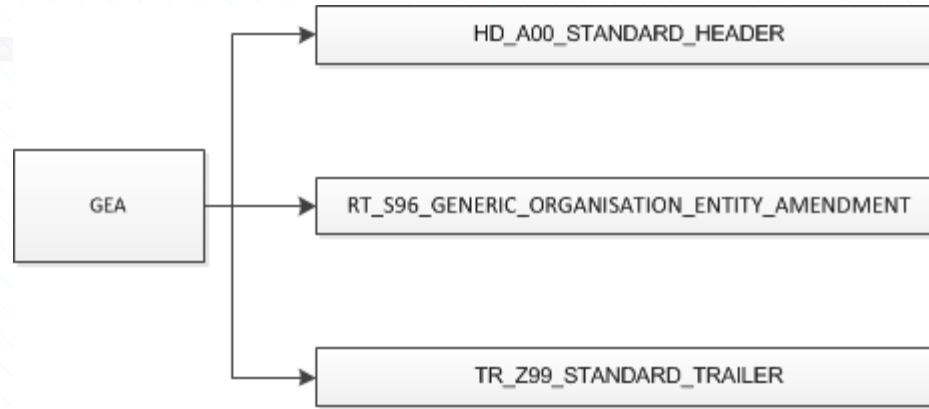 HD_A00_STANDARD_HEADER
GEA
RT_S96_GENERIC_ORGANISATION_ENTITY_AMENDMENT
TR_Z99_STANDARD_TRAILER